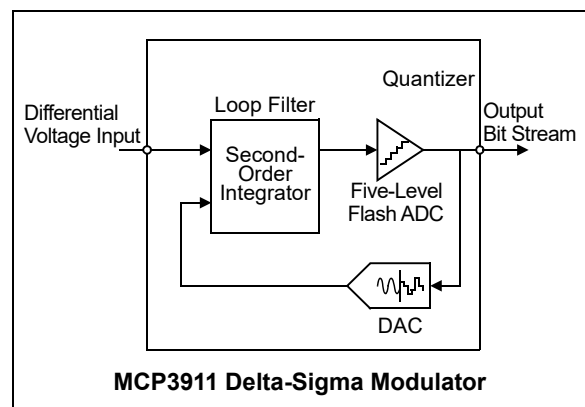 Quantizer
Differential
Voltage Input
Loop Filter
Output
Bit Stream
Second-
Order
Integrator
Five-Level
Flash ADC
DAC
MCP3911 Delta-Sigma Modulator